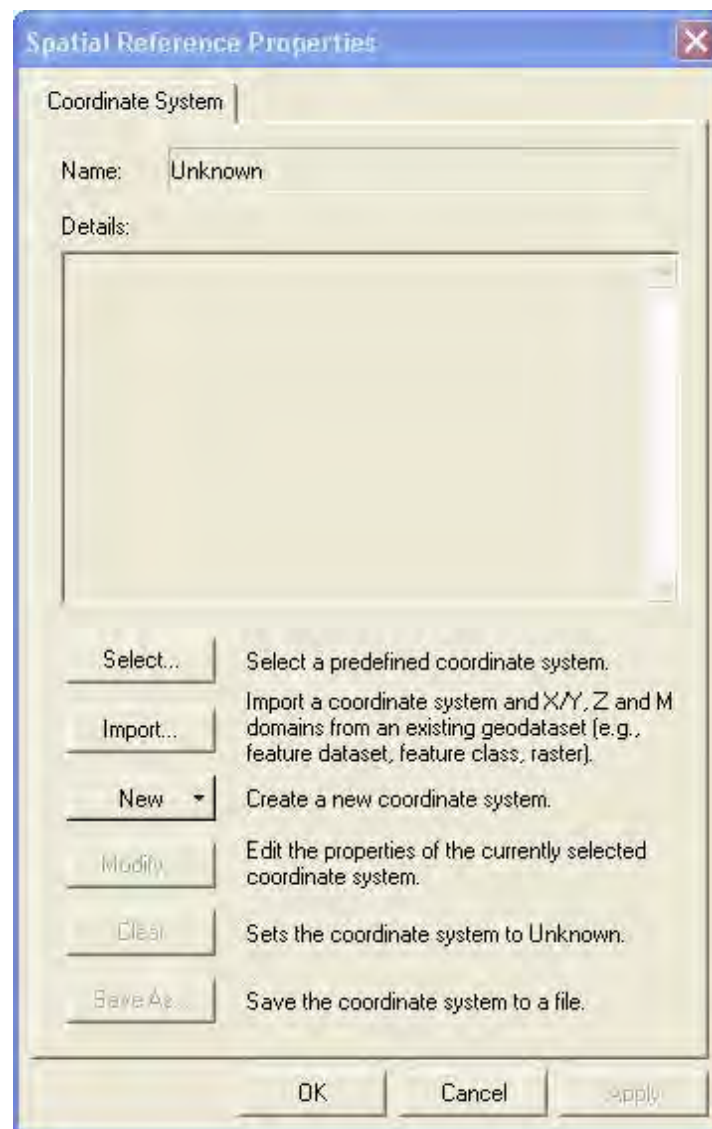 Spatial Reference Properties
Coordinate System
Name: Unknown
Details:
Select... Select a predefined coordinate system.
Import... Import a coordinate system and X/Y, Z and M
domains from an existing geodataset (e.g.,
feature dataset, feature class, raster).
New Create a new coordinate system.
Modify... Edit the properties of the currently selected
coordinate system.
Clear Sets the coordinate system to Unknown.
Save As... Save the coordinate system to a file.
OK Cancel Apply